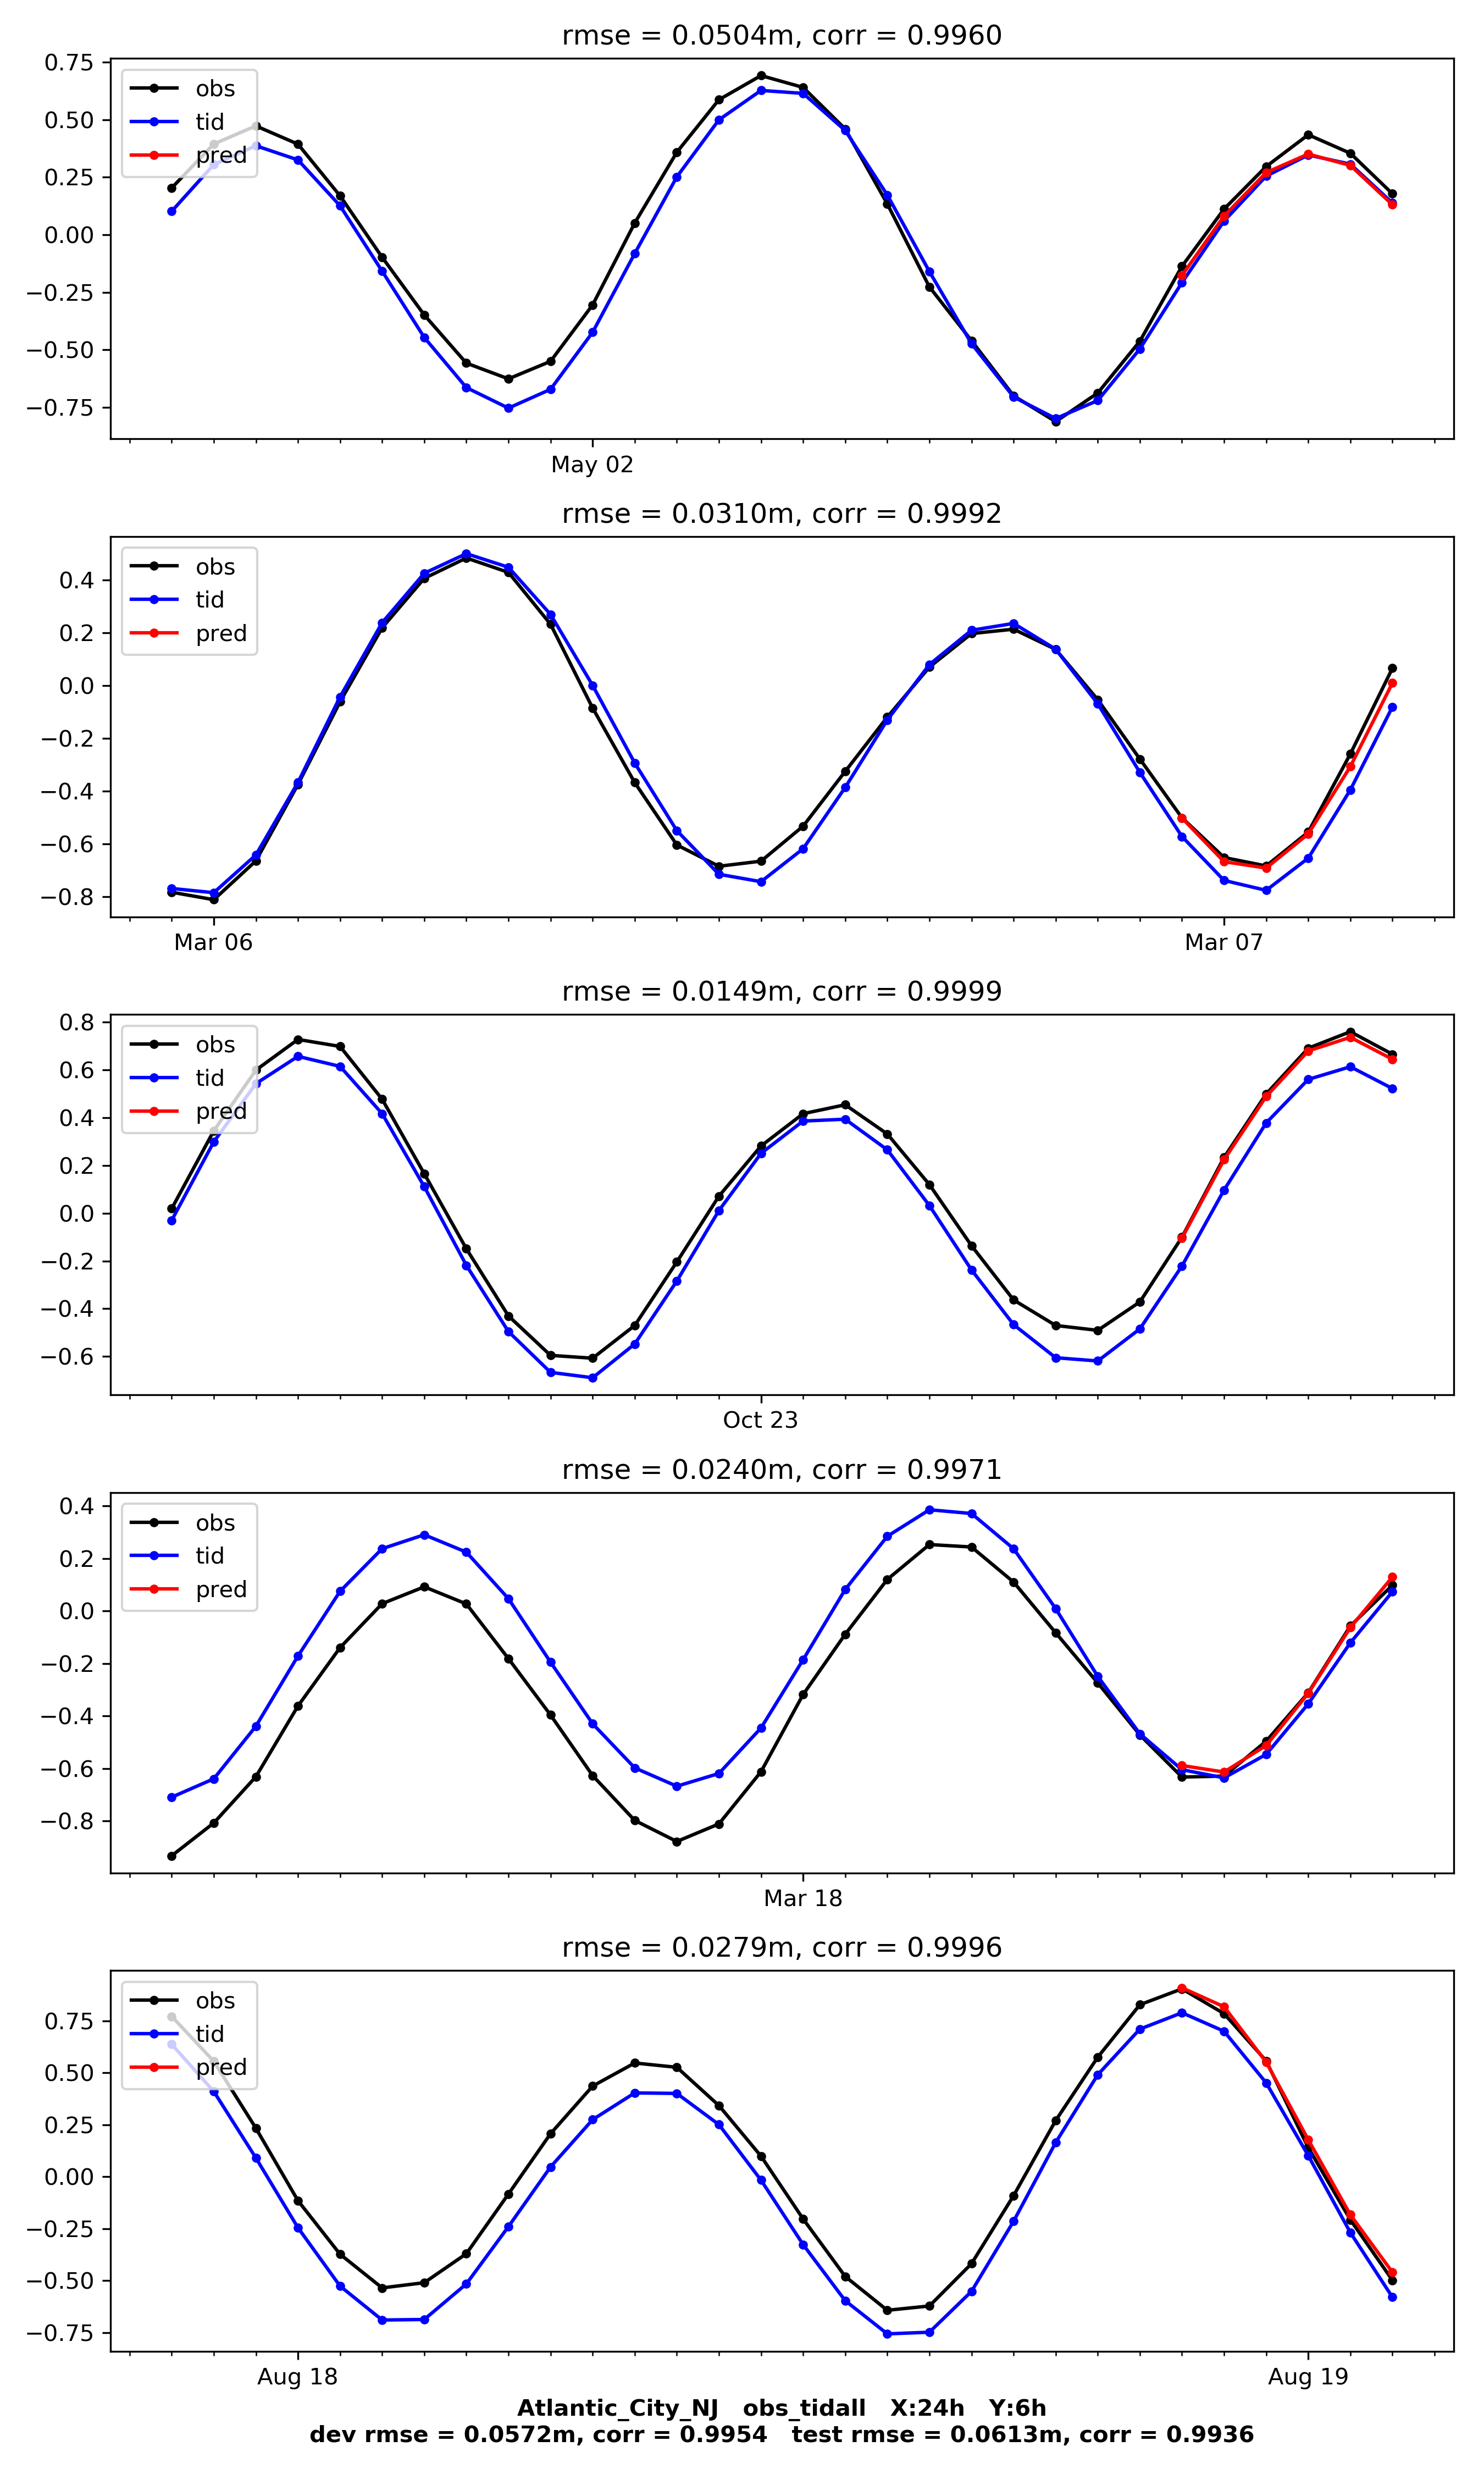 rmse = 0.0504m, corr = 0.9960
0.75
0.50
0.25
0.00
−0.25
−0.50
−0.75
obs
tid
pred
May 02
rmse = 0.0310m, corr = 0.9992
0.4
0.2
0.0
−0.2
−0.4
−0.6
−0.8
obs
tid
pred
Mar 06 Mar 07
rmse = 0.0149m, corr = 0.9999
0.8
0.6
0.4
0.2
0.0
−0.2
−0.4
−0.6
obs
tid
pred
Oct 23
rmse = 0.0240m, corr = 0.9971
0.4
0.2
0.0
−0.2
−0.4
−0.6
−0.8
obs
tid
pred
Mar 18
rmse = 0.0279m, corr = 0.9996
0.75
0.50
0.25
0.00
−0.25
−0.50
−0.75
obs
tid
pred
Aug 18 Aug 19
Atlantic_City_NJ obs_tidall X:24h Y:6h
dev rmse = 0.0572m, corr = 0.9954 test rmse = 0.0613m, corr = 0.9936